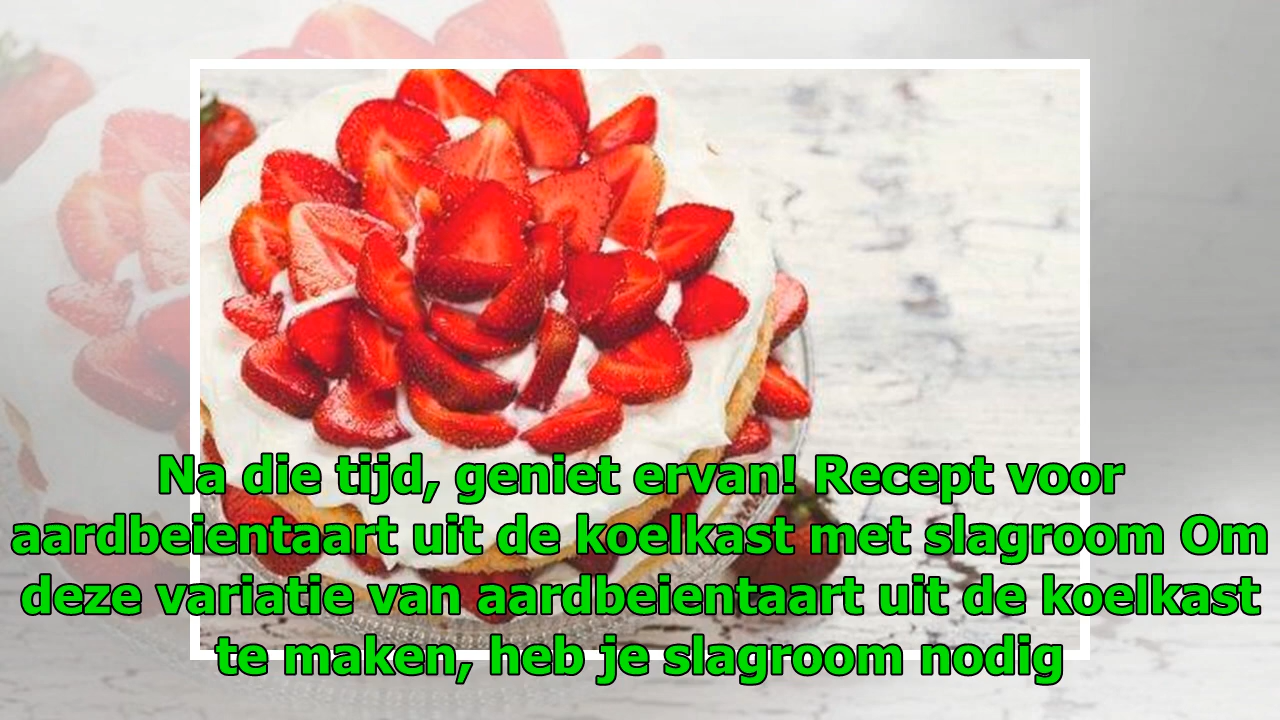 Na die tijd, geniet ervan! Recept voor
aardbeientaart uit de koelkast met slagroom Om
deze variatie van aardbeientaart uit de koelkast
te maken, heb je slagroom nodig